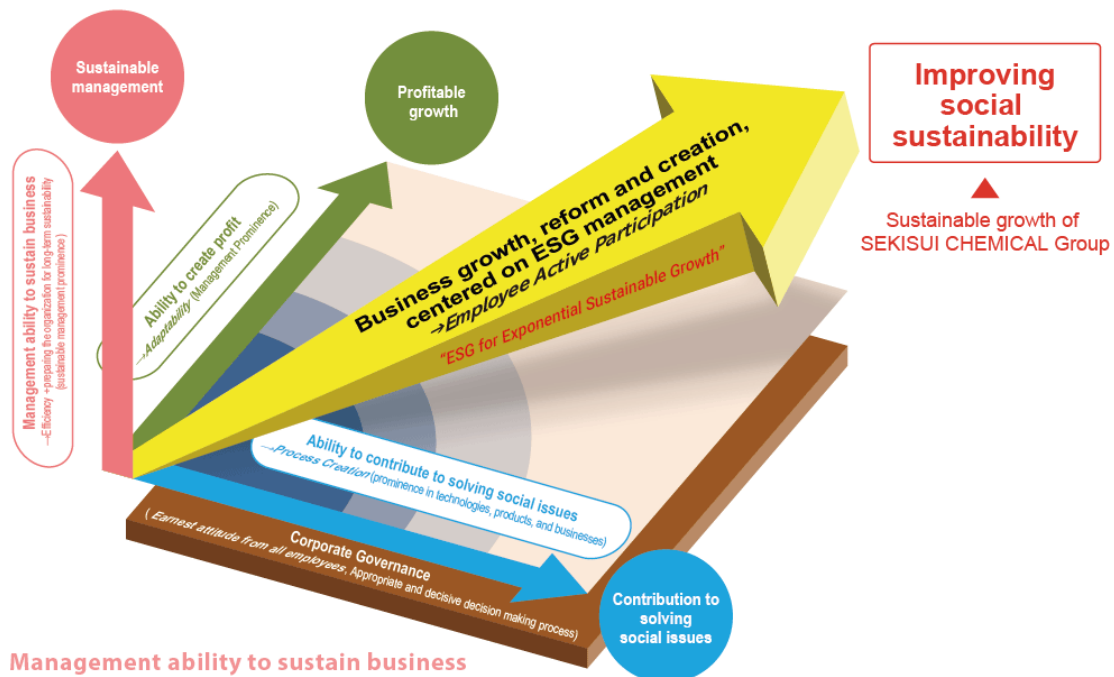 Sustainable
management
Profitable
growth
Improving
social
sustainability
Sustainable growth of
SEKISUI CHEMICAL Group
Management ability to sustain business
→Efficiency +preparing the organization for long-term sustainability
(sustainable management prominence)
Ability to create profit
→Adaptability (Management Prominence)
Business growth, reform and creation,
centered on ESG management
→Employee Active Participation
"ESG for Exponential Sustainable Growth"
Ability to contribute to solving social issues
→Process Creation (prominence in technologies, products, and businesses)
Corporate Governance
( Earnest attitude from all employees, Appropriate and decisive decision making process)
Contribution to
solving
social issues
Management ability to sustain business